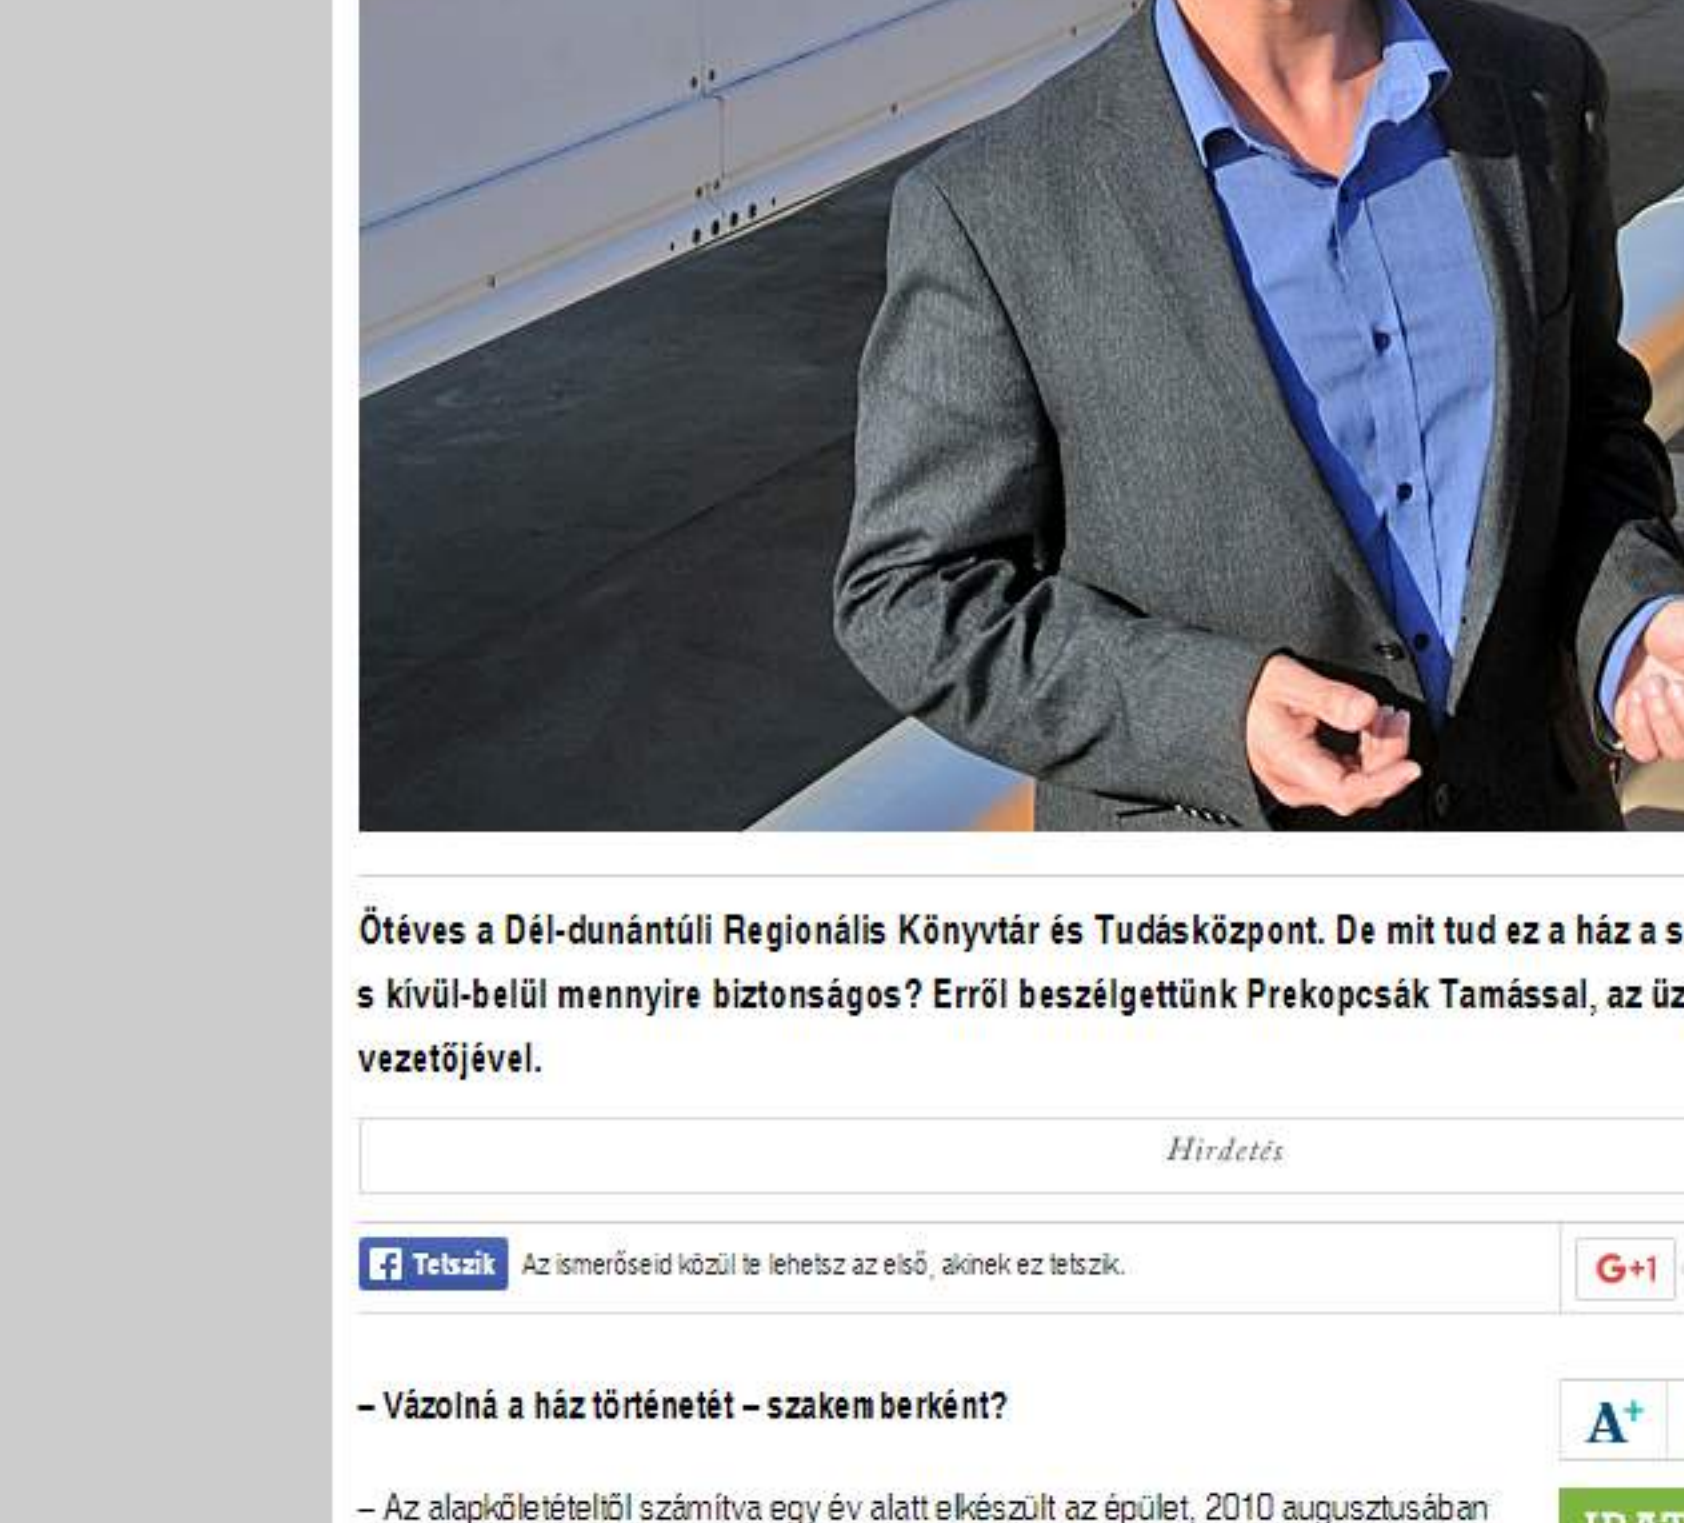 Ötéves a Dél-dunántúli Regionális Könyvtár és Tudásközpont. De mit tud ez a ház a
s kívül-belül mennyire biztonságos? Erről beszélgettünk Prekopcsák Tamással, az
vezetőjével.
Hirdetés
Tetszik Az ismerőseid közül te lehetsz az első, akinek ez tetszik.
G+1
– Vázolná a ház történetét – szakemberként?
A+
– Az alapkőletételtől számítva egy év alatt elkészült az épület, 2010 augusztusában